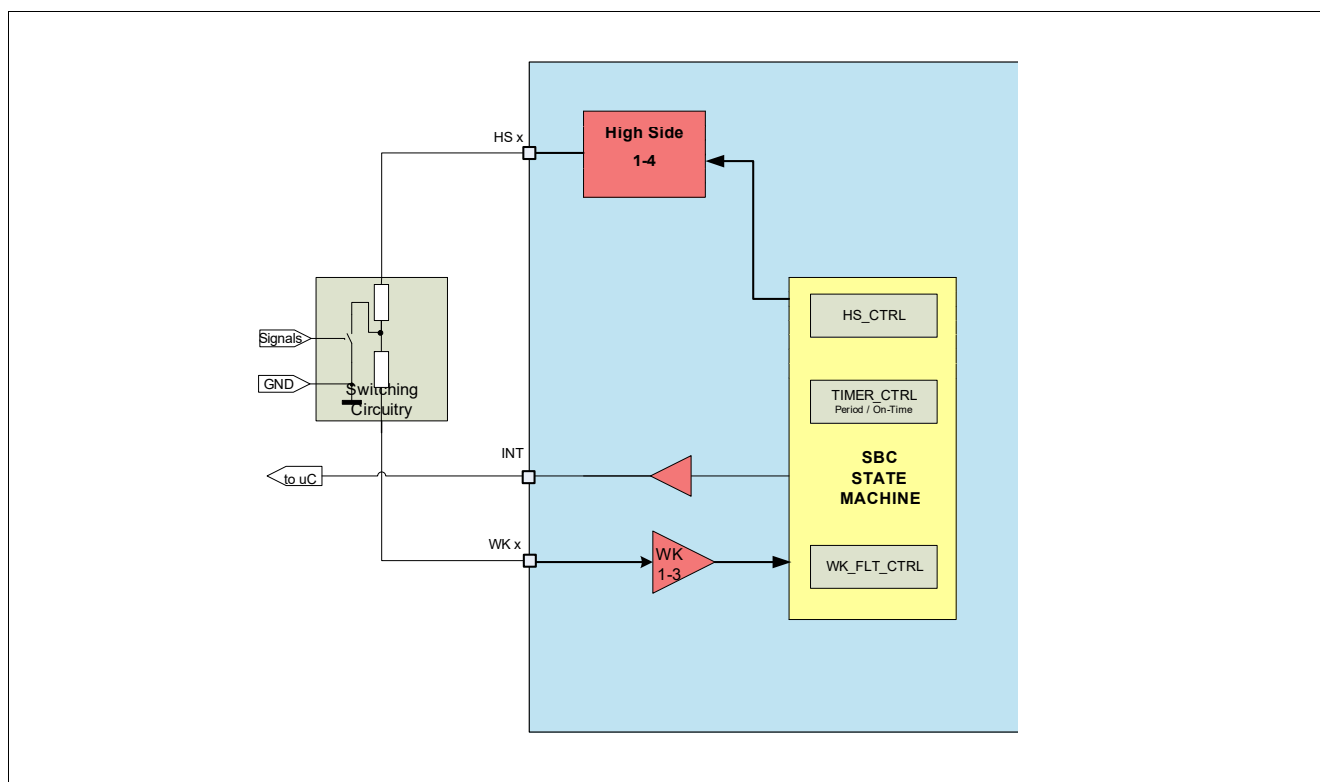 HS x
High Side
1-4
HS_CTRL
Signals
GND
Switching
Circuitry
TIMER_CTRL
Period / On-Time
SBC
STATE
MACHINE
INT
to uC
WK x
WK
1-3
WK_FLT_CTRL